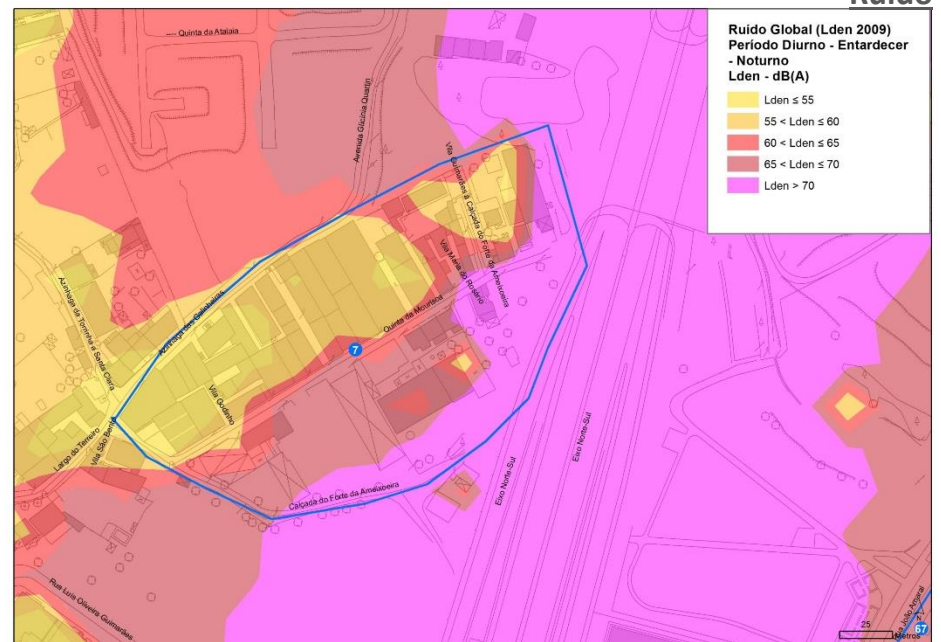 Ruído Global (Lden 2009)
Período Diurno - Entardecer
- Noturno
Lden - dB(A)
Lden ≤ 55
55 < Lden ≤ 60
60 < Lden ≤ 65
65 < Lden ≤ 70
Lden > 70
Quinta da Atalaia
Avenida Glicínia Quartin
Vila Guimarães à Calçada do Forte da Ameixoeira
Vila Maria do Rosário
Azinhaga da Torrinha a Santa Clara
Azinhaga das Galinheiras
Quinta da Mourisca
7
Vila Godinho
Largo do Terreiro
Vila São Bento
Calçada do Forte da Ameixoeira
Eixo Norte-Sul
Eixo Norte-Sul
Rua Luís Oliveira Guimarães
João Amaral
25
Metros
67